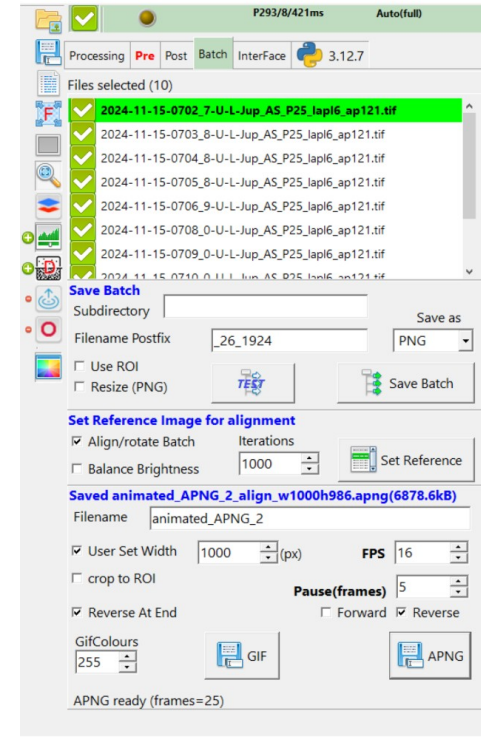 P293/8/421ms Auto(full)
Processing Pre Post Batch InterFace 3.12.7
Files selected (10)
2024-11-15-0702_7-U-L-Jup_AS_P25_lapl6_ap121.tif
2024-11-15-0703_8-U-L-Jup_AS_P25_lapl6_ap121.tif
2024-11-15-0704_8-U-L-Jup_AS_P25_lapl6_ap121.tif
2024-11-15-0705_8-U-L-Jup_AS_P25_lapl6_ap121.tif
2024-11-15-0706_9-U-L-Jup_AS_P25_lapl6_ap121.tif
2024-11-15-0708_0-U-L-Jup_AS_P25_lapl6_ap121.tif
2024-11-15-0709_0-U-L-Jup_AS_P25_lapl6_ap121.tif
2024-11-15-0710_0-U-L-Jup_AS_P25_lapl6_ap121.tif
Save Batch
Subdirectory
Save as
Filename Postfix _26_1924 PNG
Use ROI
Resize (PNG) TEST Save Batch
Set Reference Image for alignment
Align/rotate Batch Iterations
Balance Brightness 1000 Set Reference
Saved animated_APNG_2_align_w1000h986.apng(6878.6kB)
Filename animated_APNG_2
User Set Width 1000 (px) FPS 16
crop to ROI
Pause(frames) 5
Reverse At End Forward Reverse
GifColours
255 GIF APNG
APNG ready (frames=25)
F
D